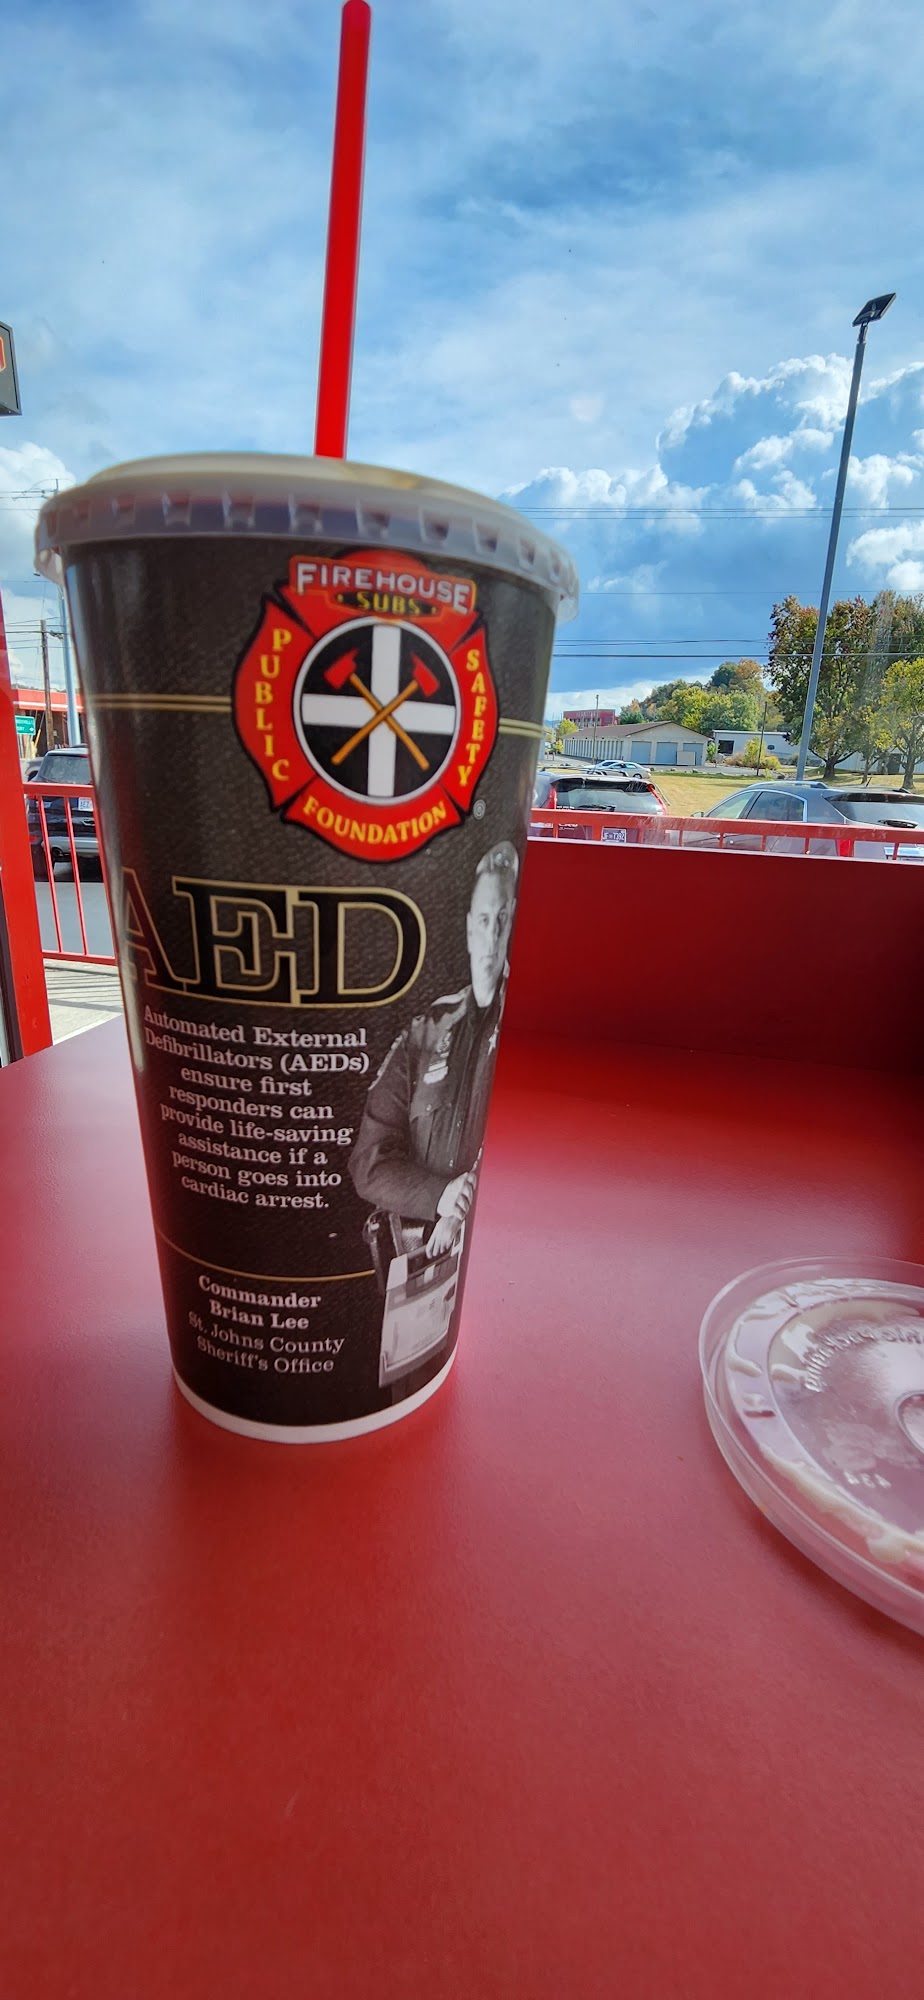 FIREHOUSE
SUBS
PUBLIC
SAFETY
FOUNDATION
®
AED
Automated External
Defibrillators (AEDs)
ensure first
responders can
provide life-saving
assistance if a
person goes into
cardiac arrest.
Commander
Brian Lee
St. Johns County
Sheriff's Office